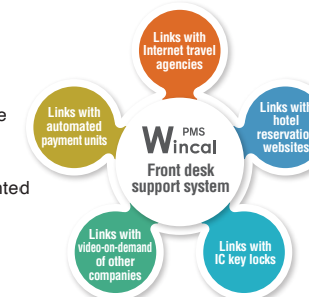 Links with
Internet travel
agencies
Links with
automated
payment units
Links with
hotel
reservation
websites
PMS
Wincal
Front desk
support system
Links with
video-on-demand
of other
companies
Links with
IC key locks